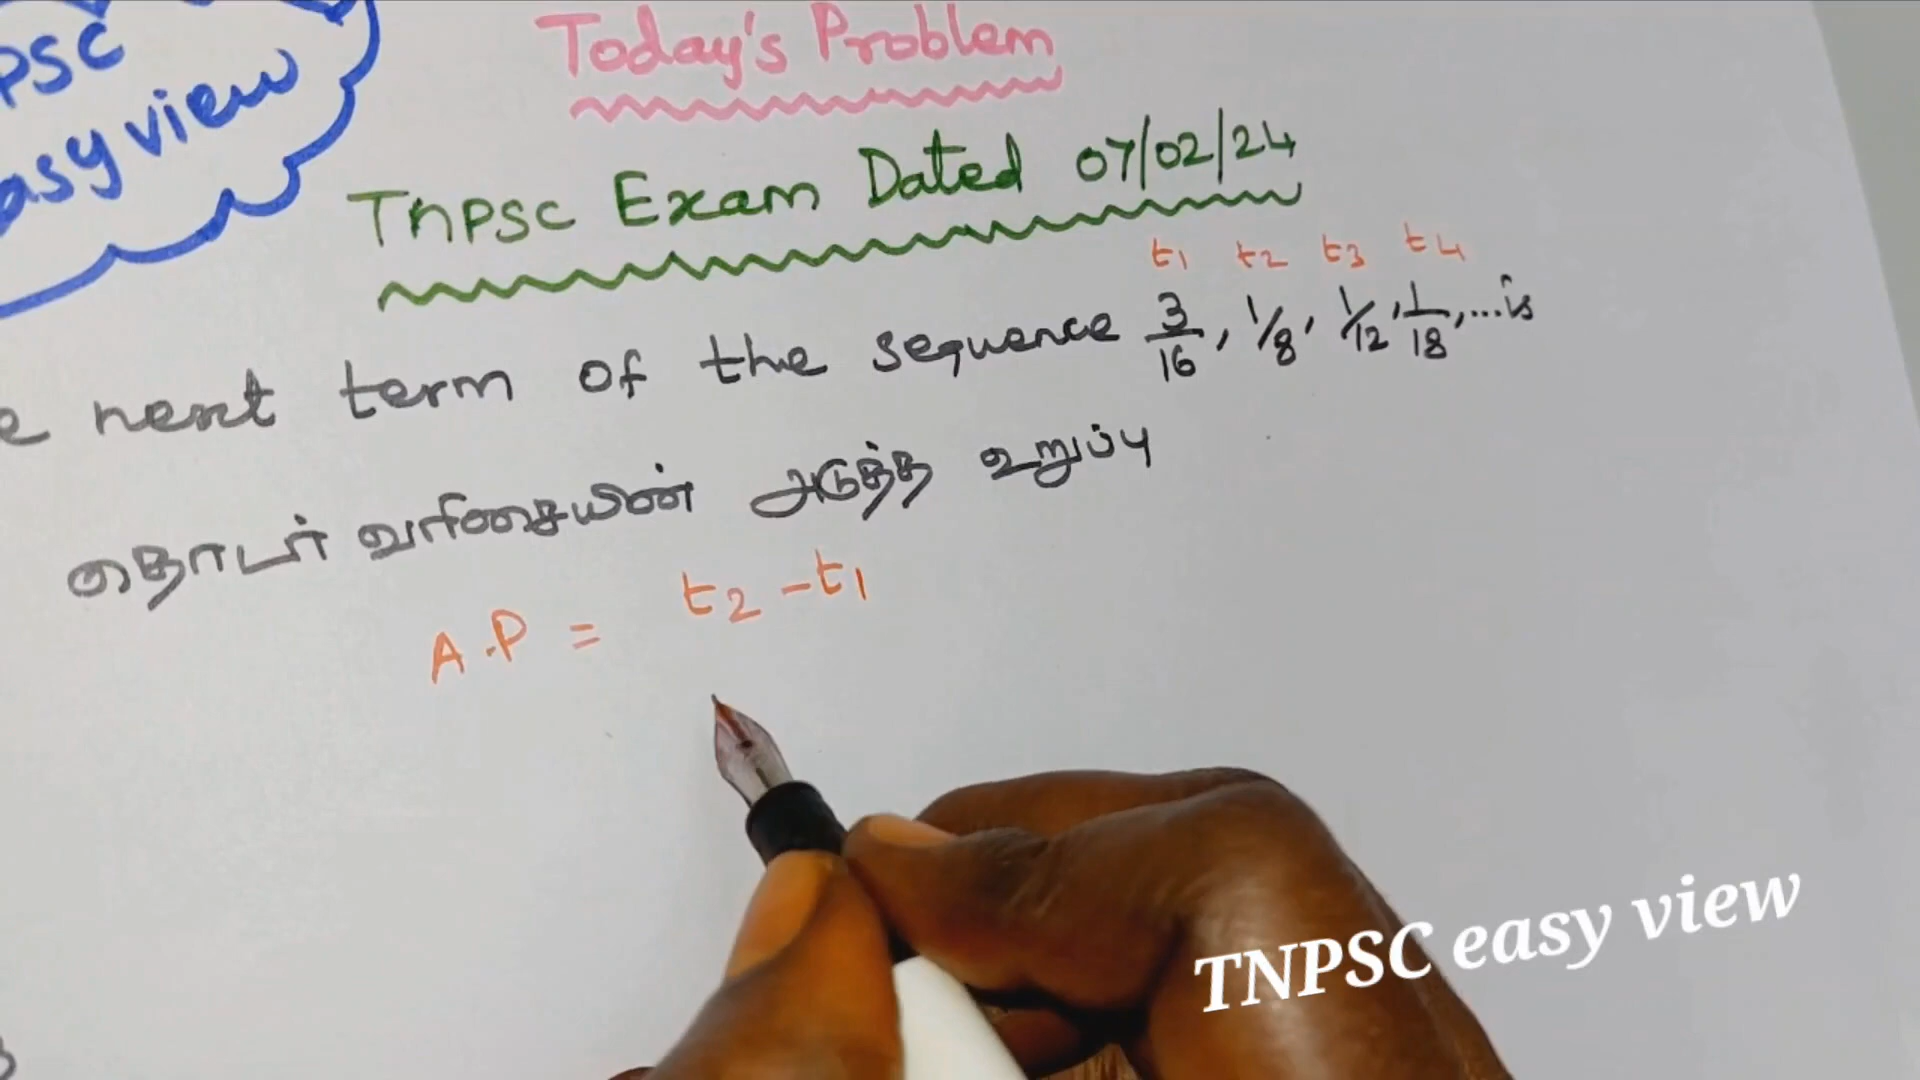 PSC
easy view
Today's Problem
TNPSC Exam Dated 07/02/24
t1 t2 t3 t4
next term of the sequence 3/16, 1/8, 1/12, 1/18, ... is
தொடர் வரிசையின் அடுத்த உறுப்பு
A.P = t2 - t1
TNPSC easy view